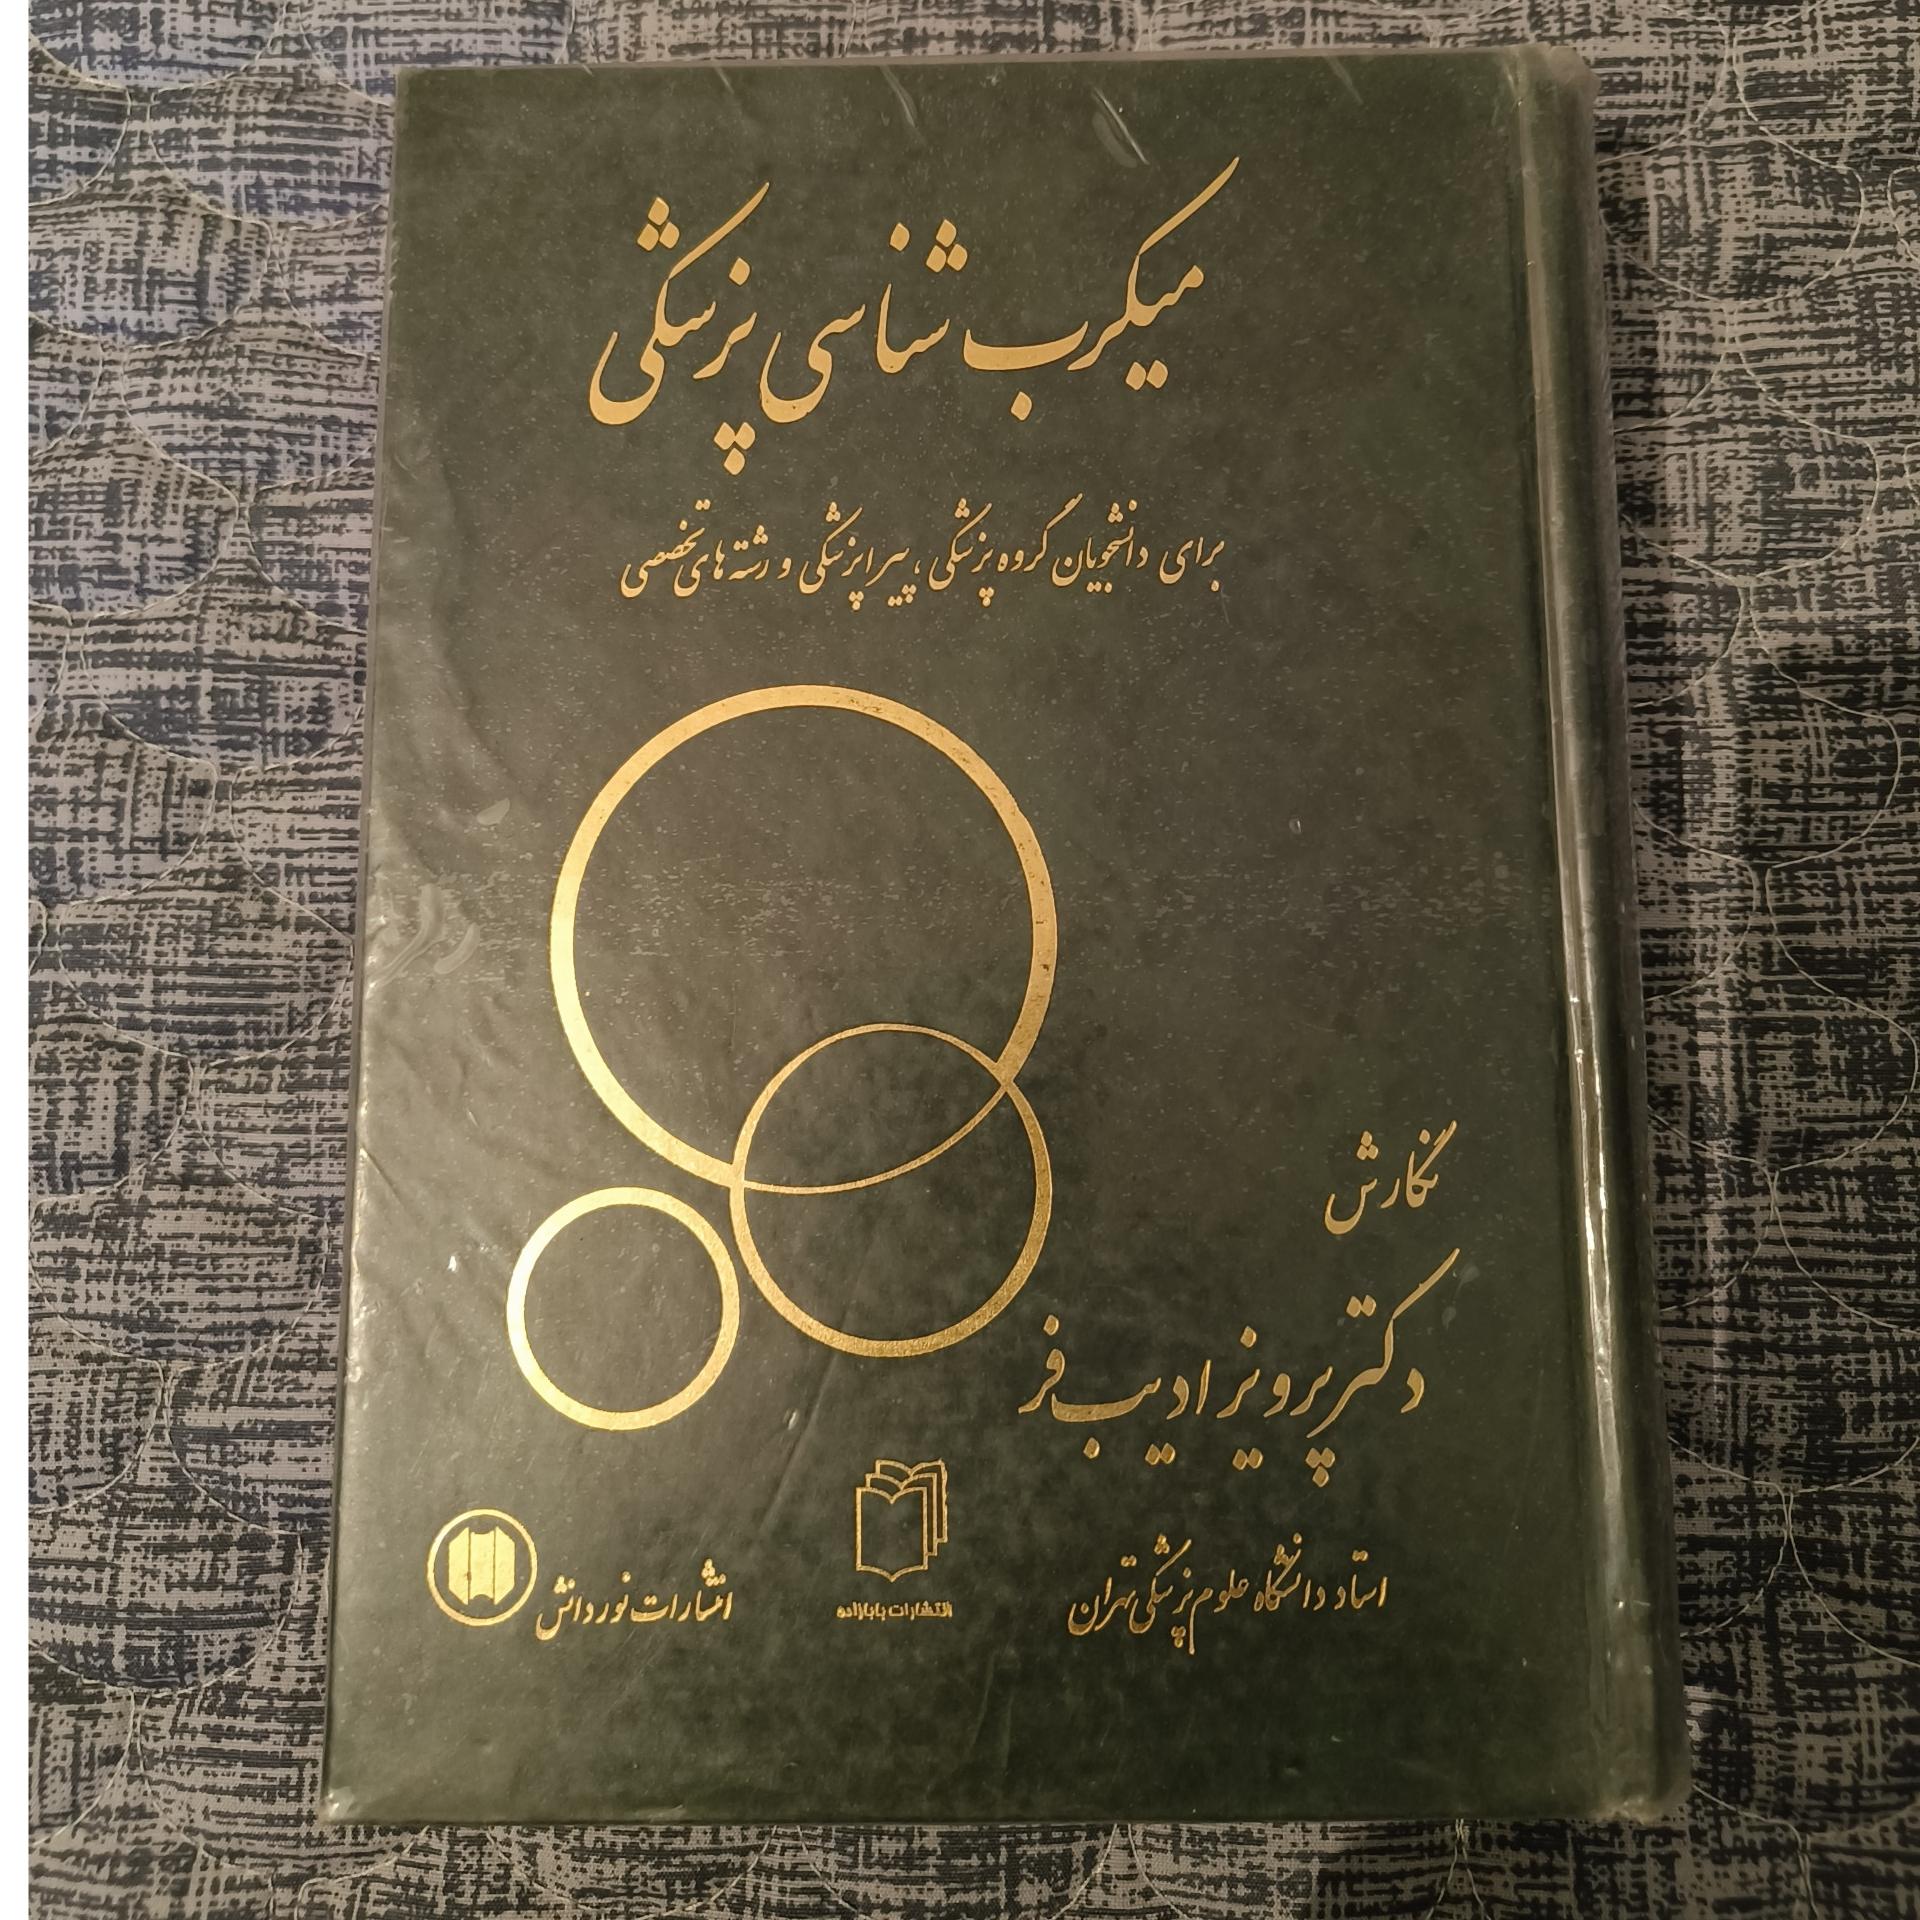 میکرب شناسی پزشکی
برای دانشجویان گروه پزشکی، پیراپزشکی و رشته های تخصصی
نگارش
دکتر پرویز ادیب فر
استاد دانشگاه علوم پزشکی تهران
انتشارات بابازاده
انتشارات نور دانش